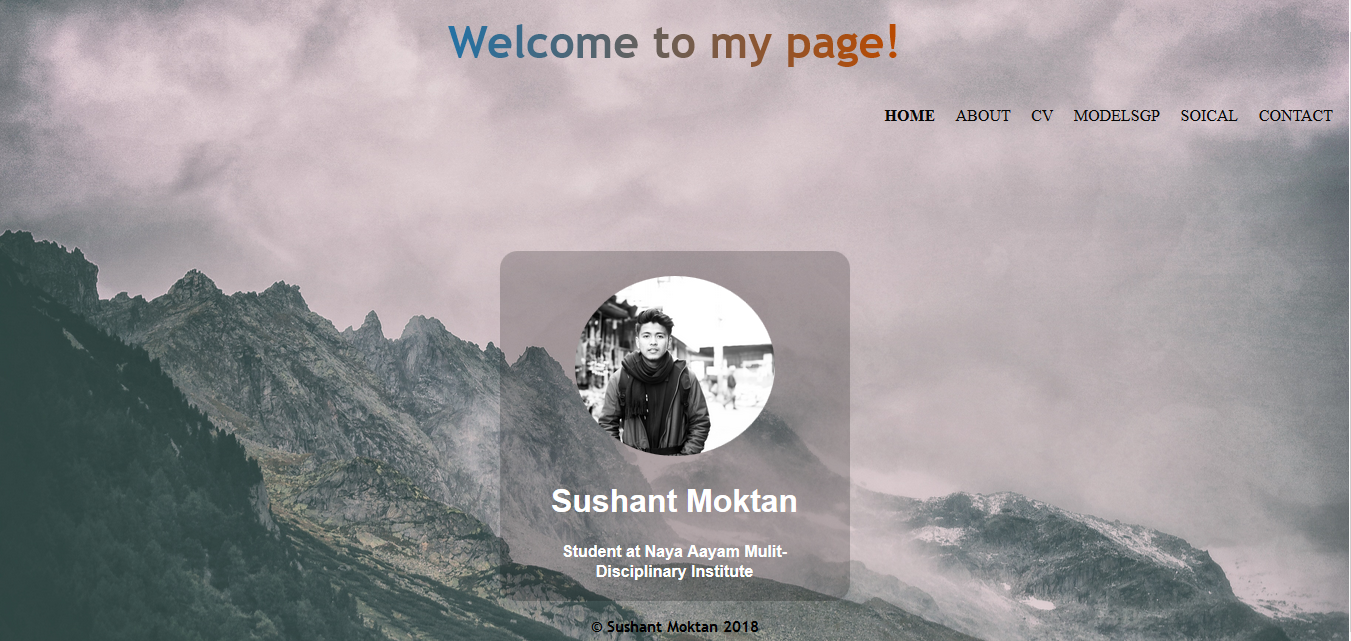 Welcome to my page!
HOME ABOUT CV MODELSGP SOICAL CONTACT
Sushant Moktan
Student at Naya Aayam Mulit-
Disciplinary Institute
© Sushant Moktan 2018